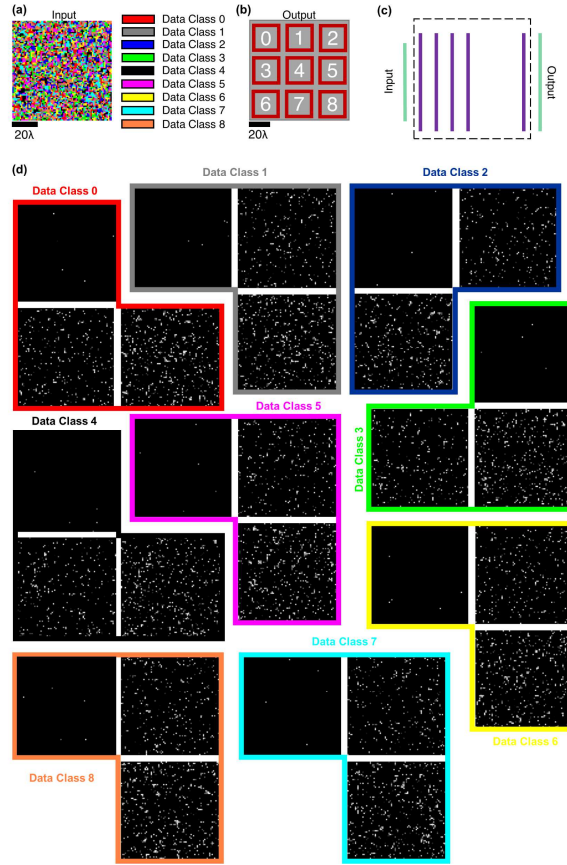 (a)
Input
20λ
Data Class 0
Data Class 1
Data Class 2
Data Class 3
Data Class 4
Data Class 5
Data Class 6
Data Class 7
Data Class 8
(b)
Output
0 1 2
3 4 5
6 7 8
20λ
(c)
Input
Output
(d)
Data Class 0
Data Class 1
Data Class 2
Data Class 3
Data Class 4
Data Class 5
Data Class 6
Data Class 7
Data Class 8